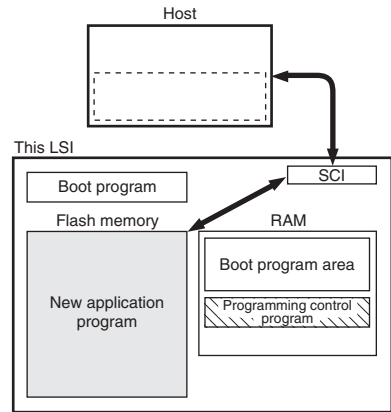 Host
This LSI
SCI
Boot program
Flash memory
RAM
Boot program area
New application
program
Programming control
program